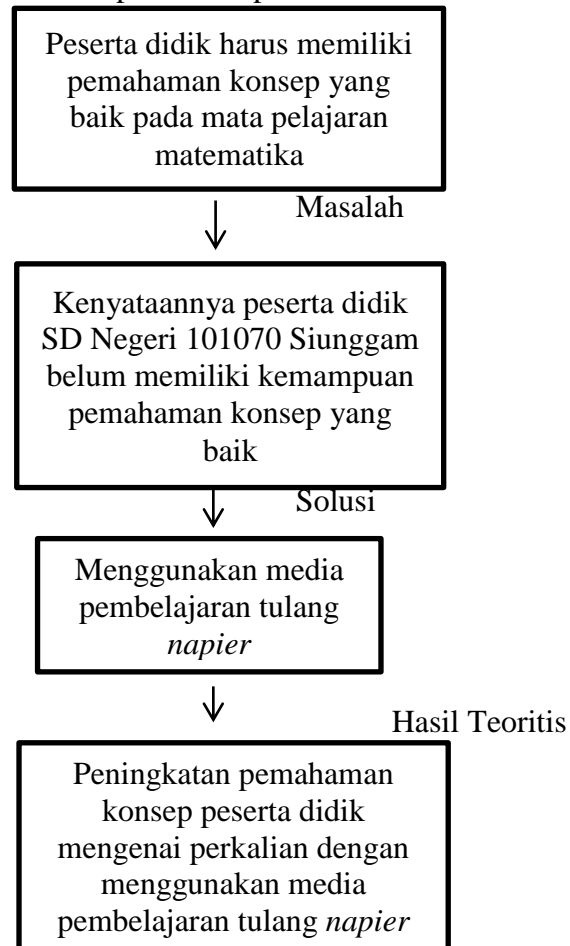 Peserta didik harus memiliki
pemahaman konsep yang
baik pada mata pelajaran
matematika
Masalah
Kenyataannya peserta didik
SD Negeri 101070 Siunggam
belum memiliki kemampuan
pemahaman konsep yang
baik
Solusi
Menggunakan media
pembelajaran tulang
napier
Hasil Teoritis
Peningkatan pemahaman
konsep peserta didik
mengenai perkalian dengan
menggunakan media
pembelajaran tulang napier